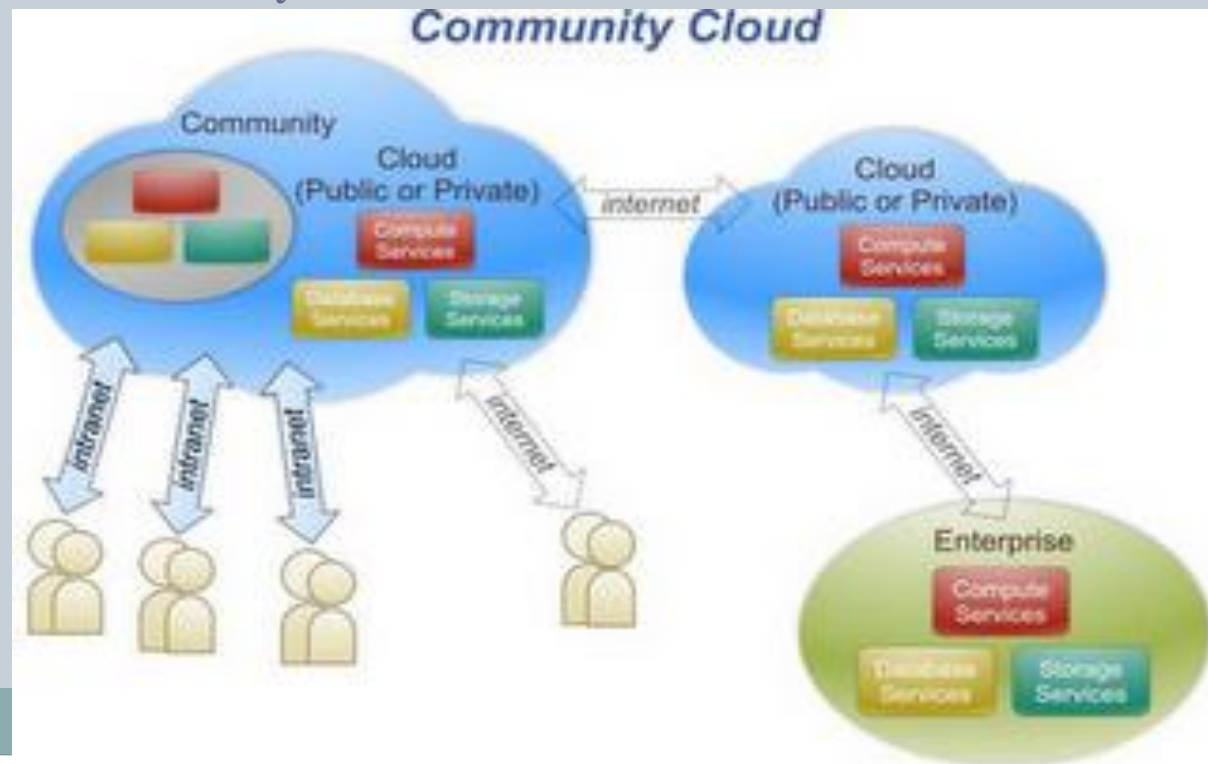 Community Cloud
Community
Cloud
(Public or Private)
Compute
Services
Database
Services
Storage
Services
internet
Cloud
(Public or Private)
Compute
Services
Database
Services
Storage
Services
intranet
intranet
intranet
internet
internet
Enterprise
Compute
Services
Database
Services
Storage
Services